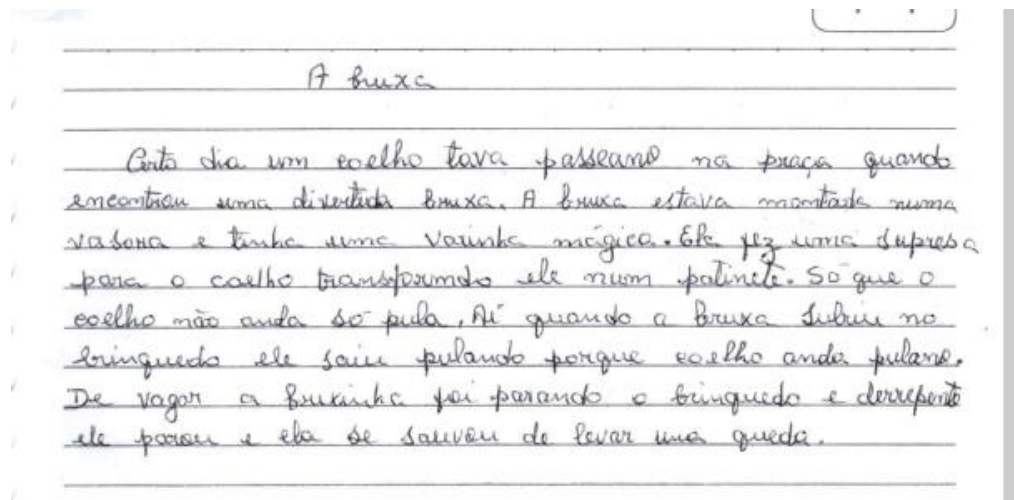 A bruxa
Certo dia um coelho tava passeano na praça quando
encontrou uma divertida bruxa. A bruxa estava montada numa
vasora e tinha uma varinha mágica. Ela fez uma supresa
para o coelho transformdo ele num patinete. Só que o
coelho não anda só pula. Aí quando a bruxa subiu no
brinquedo ele saiu pulando porque coelho anda pulano.
De vagar a bruxinha foi parando o brinquedo e derrepente
ele parou e ela se sauvou de levar uma queda.